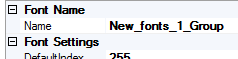 Font Name
Name New_fonts_1_Group
Font Settings
DefaultIndex 255